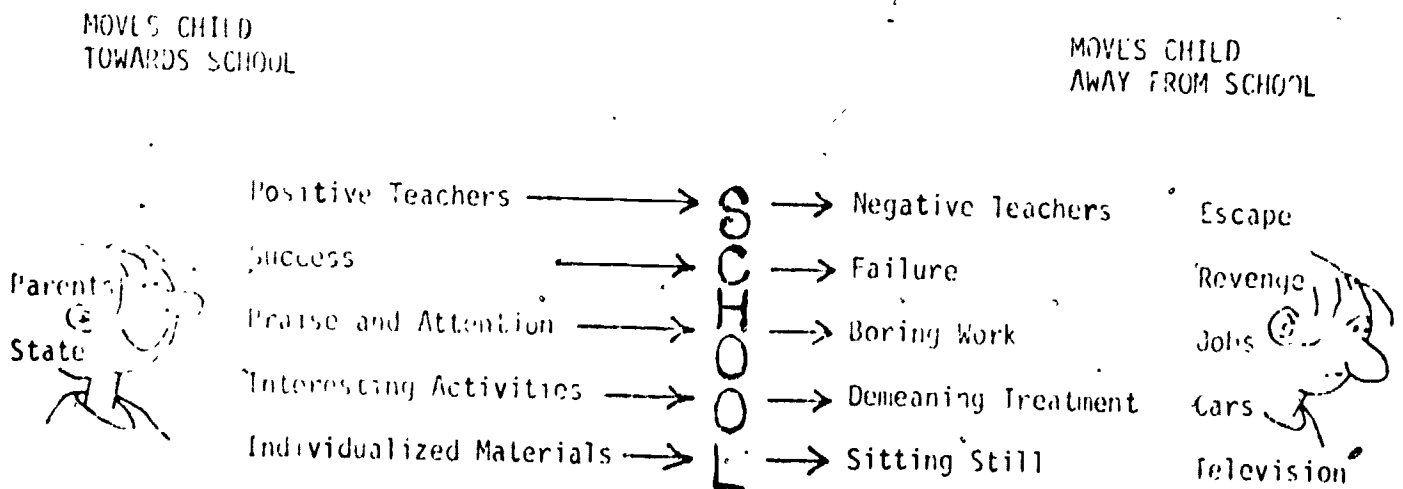 MOVES CHILD
TOWARDS SCHOOL
MOVES CHILD
AWAY FROM SCHOOL
Positive Teachers
Success
Praise and Attention
Interesting Activities
Individualized Materials
Parents
State
SCHOOL
Negative Teachers
Failure
Boring Work
Demeaning Treatment
Sitting Still
Escape
Revenge
Jobs
Cars
Television